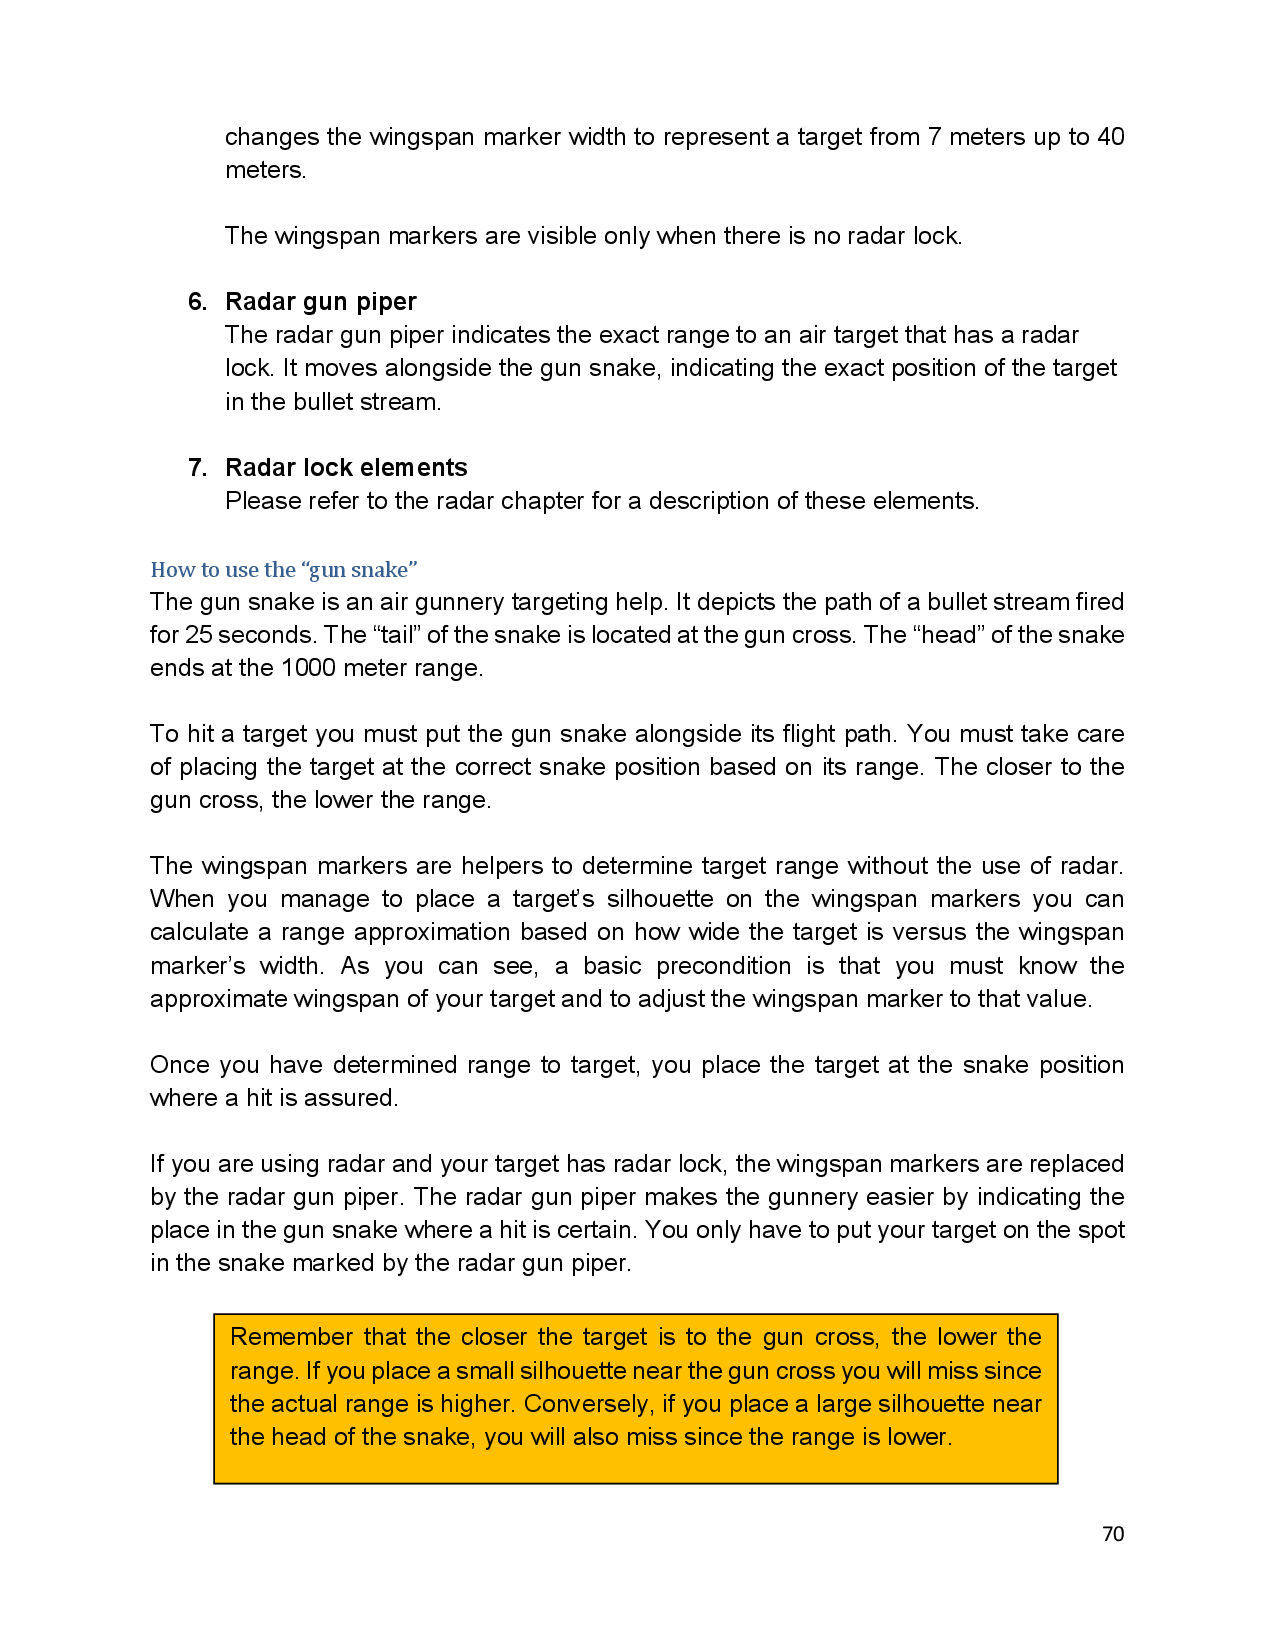 changes the wingspan marker width to represent a target from 7 meters up to 40
meters.
The wingspan markers are visible only when there is no radar lock.
6. Radar gun piper
The radar gun piper indicates the exact range to an air target that has a radar
lock. It moves alongside the gun snake, indicating the exact position of the target
in the bullet stream.
7. Radar lock elements
Please refer to the radar chapter for a description of these elements.
How to use the “gun snake”
The gun snake is an air gunnery targeting help. It depicts the path of a bullet stream fired
for 25 seconds. The “tail” of the snake is located at the gun cross. The “head” of the snake
ends at the 1000 meter range.
To hit a target you must put the gun snake alongside its flight path. You must take care
of placing the target at the correct snake position based on its range. The closer to the
gun cross, the lower the range.
The wingspan markers are helpers to determine target range without the use of radar.
When you manage to place a target’s silhouette on the wingspan markers you can
calculate a range approximation based on how wide the target is versus the wingspan
marker’s width. As you can see, a basic precondition is that you must know the
approximate wingspan of your target and to adjust the wingspan marker to that value.
Once you have determined range to target, you place the target at the snake position
where a hit is assured.
If you are using radar and your target has radar lock, the wingspan markers are replaced
by the radar gun piper. The radar gun piper makes the gunnery easier by indicating the
place in the gun snake where a hit is certain. You only have to put your target on the spot
in the snake marked by the radar gun piper.
Remember that the closer the target is to the gun cross, the lower the
range. If you place a small silhouette near the gun cross you will miss since
the actual range is higher. Conversely, if you place a large silhouette near
the head of the snake, you will also miss since the range is lower.
70